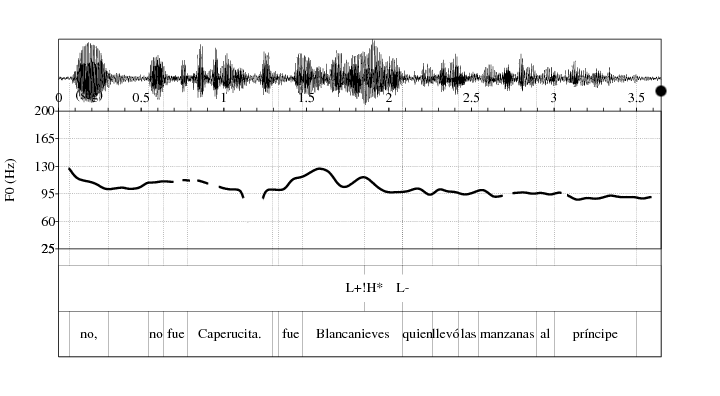 0 0.5 1 1.5 2 2.5 3 3.5
200
165
130
95
60
25
F0 (Hz)
L+!H* L-
no, no fue Caperucita. fue Blancanieves quien llevó las manzanas al príncipe